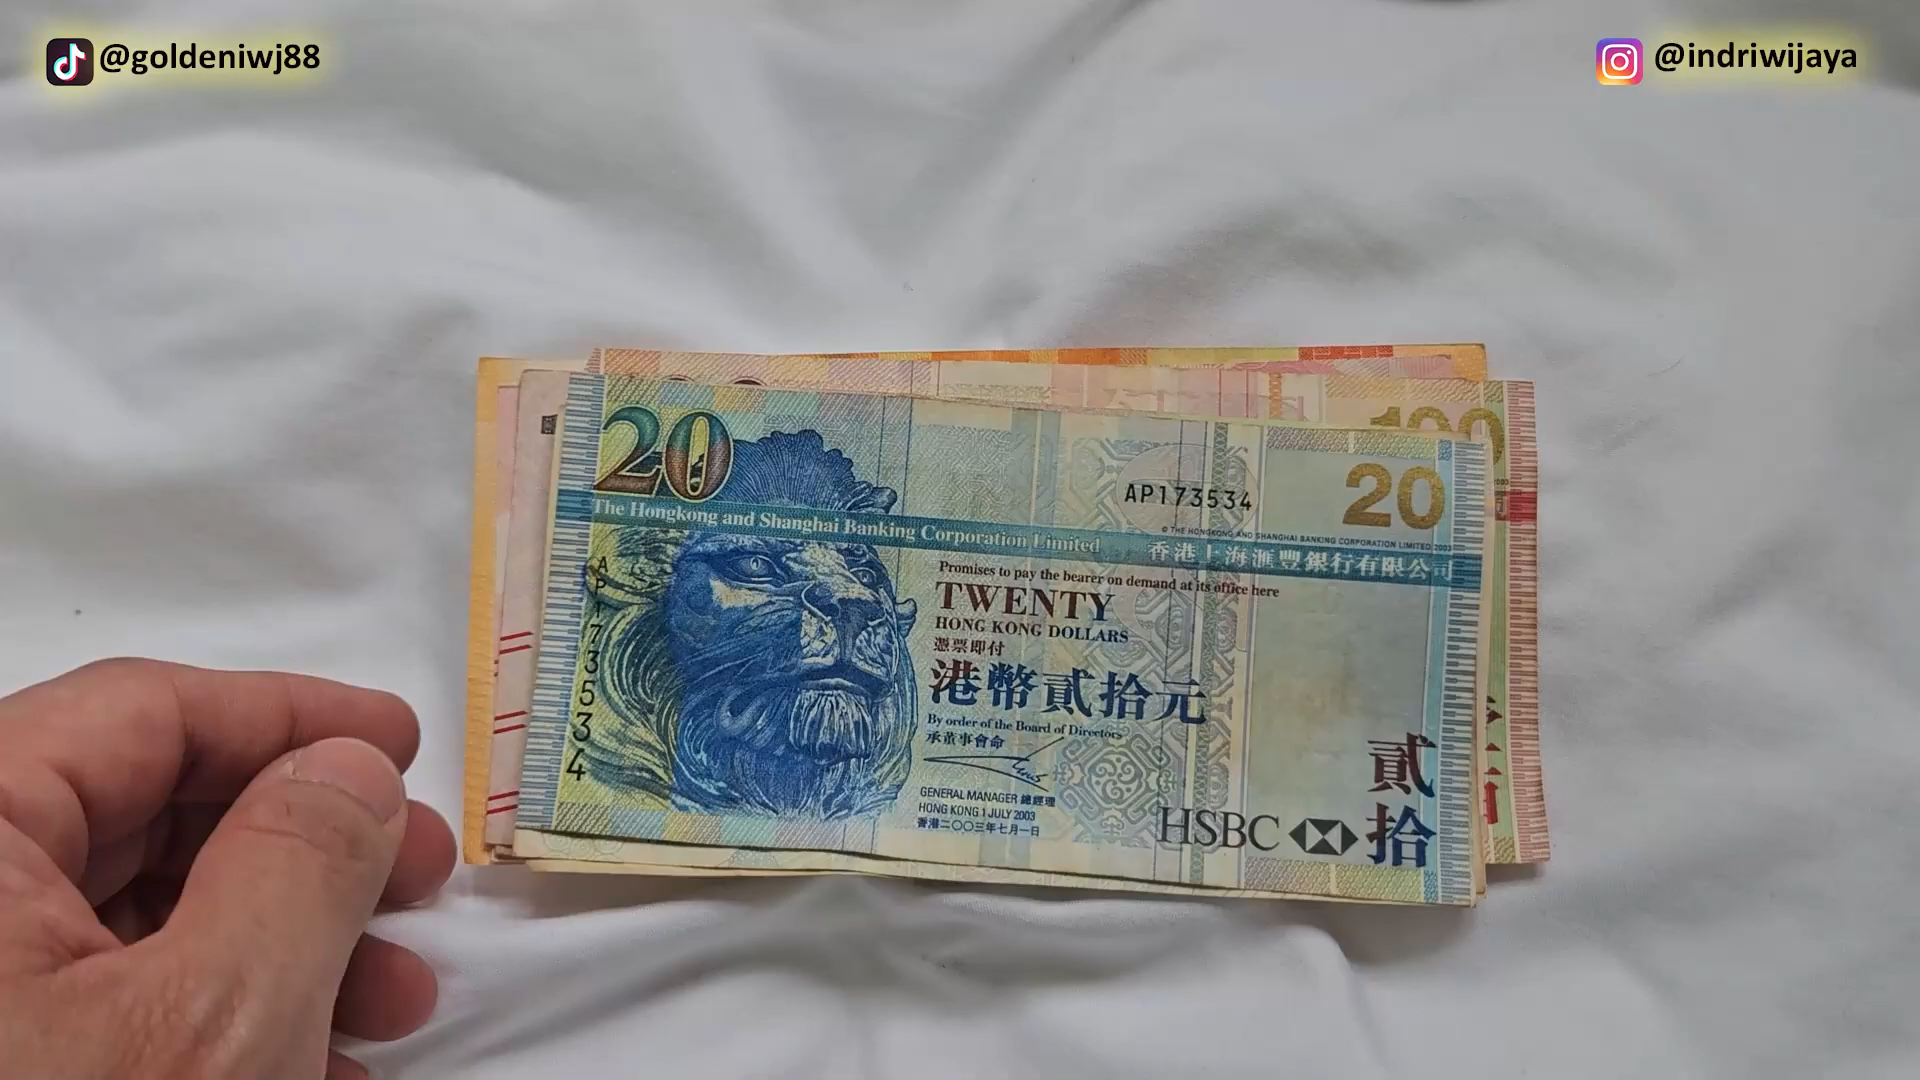 @goldeniwj88
@indriwijaya
100
20
AP173534
20
© THE HONGKONG AND SHANGHAI BANKING CORPORATION LIMITED 2003
The Hongkong and Shanghai Banking Corporation Limited 香港上海滙豐銀行有限公司
AP173534
Promises to pay the bearer on demand at its office here
TWENTY
HONG KONG DOLLARS
憑票即付
港幣貳拾元
By order of the Board of Directors
承董事會命
GENERAL MANAGER 總經理
HONG KONG 1 JULY 2003
香港二〇〇三年七月一日
HSBC
貳拾